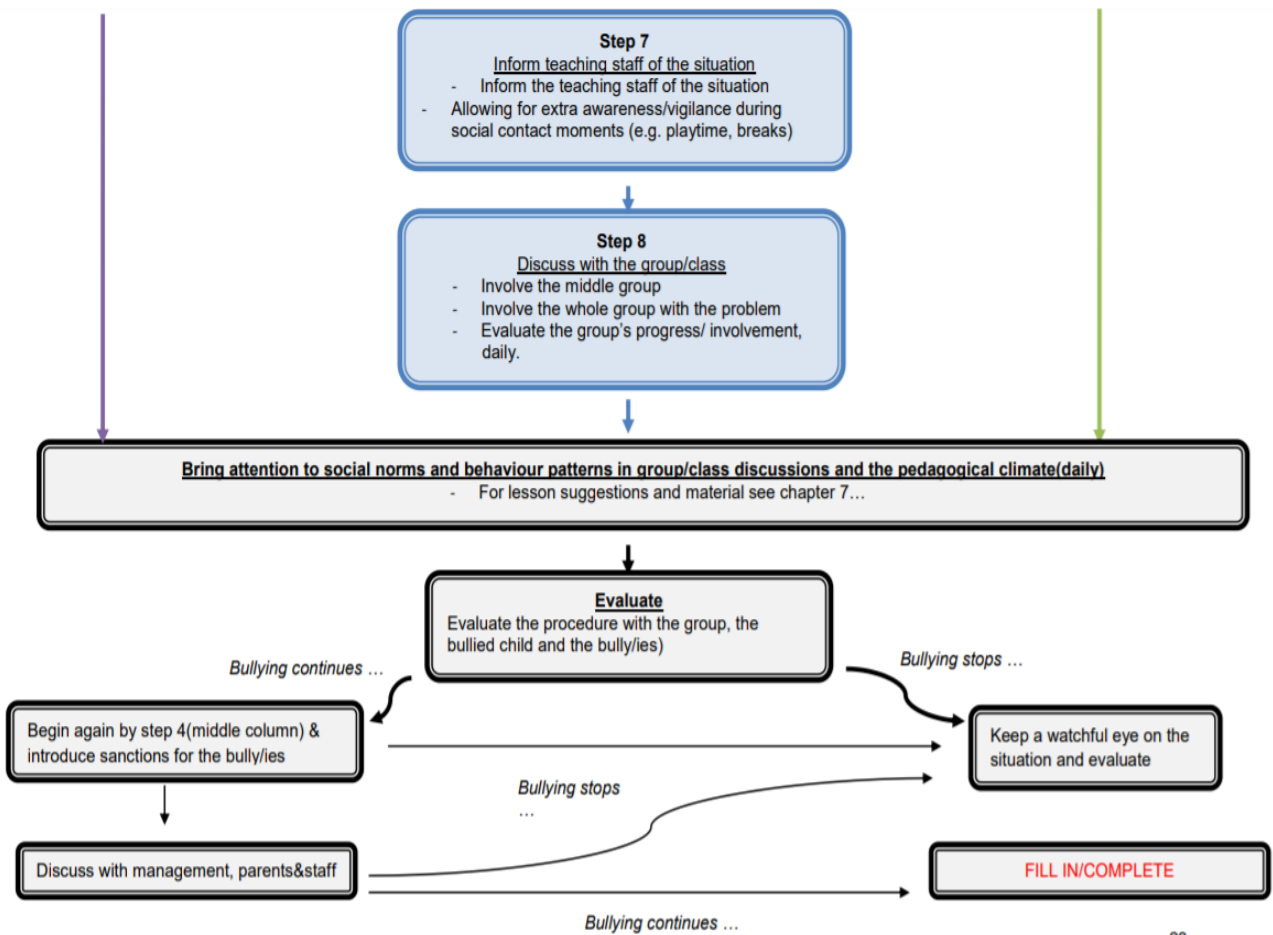 Step 7
Inform teaching staff of the situation
- Inform the teaching staff of the situation
- Allowing for extra awareness/vigilance during
social contact moments (e.g. playtime, breaks)
Step 8
Discuss with the group/class
- Involve the middle group
- Involve the whole group with the problem
- Evaluate the group's progress/ involvement,
daily.
Bring attention to social norms and behaviour patterns in group/class discussions and the pedagogical climate(daily)
- For lesson suggestions and material see chapter 7…
Evaluate
Evaluate the procedure with the group, the
bullied child and the bully/ies)
Bullying continues …
Bullying stops …
Begin again by step 4(middle column) &
introduce sanctions for the bully/ies
Keep a watchful eye on the
situation and evaluate
Bullying stops
…
Discuss with management, parents&staff
FILL IN/COMPLETE
Bullying continues …